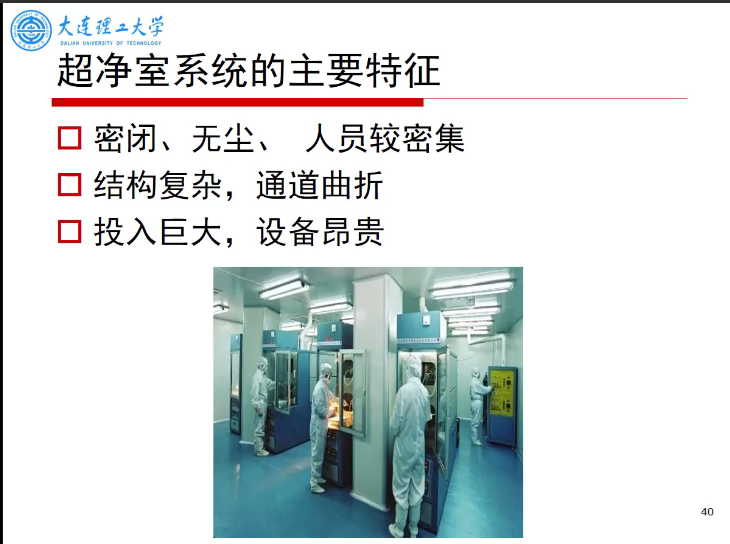 大连理工大学
DALIAN UNIVERSITY OF TECHNOLOGY
超净室系统的主要特征
密闭、无尘、 人员较密集
结构复杂，通道曲折
投入巨大，设备昂贵
40